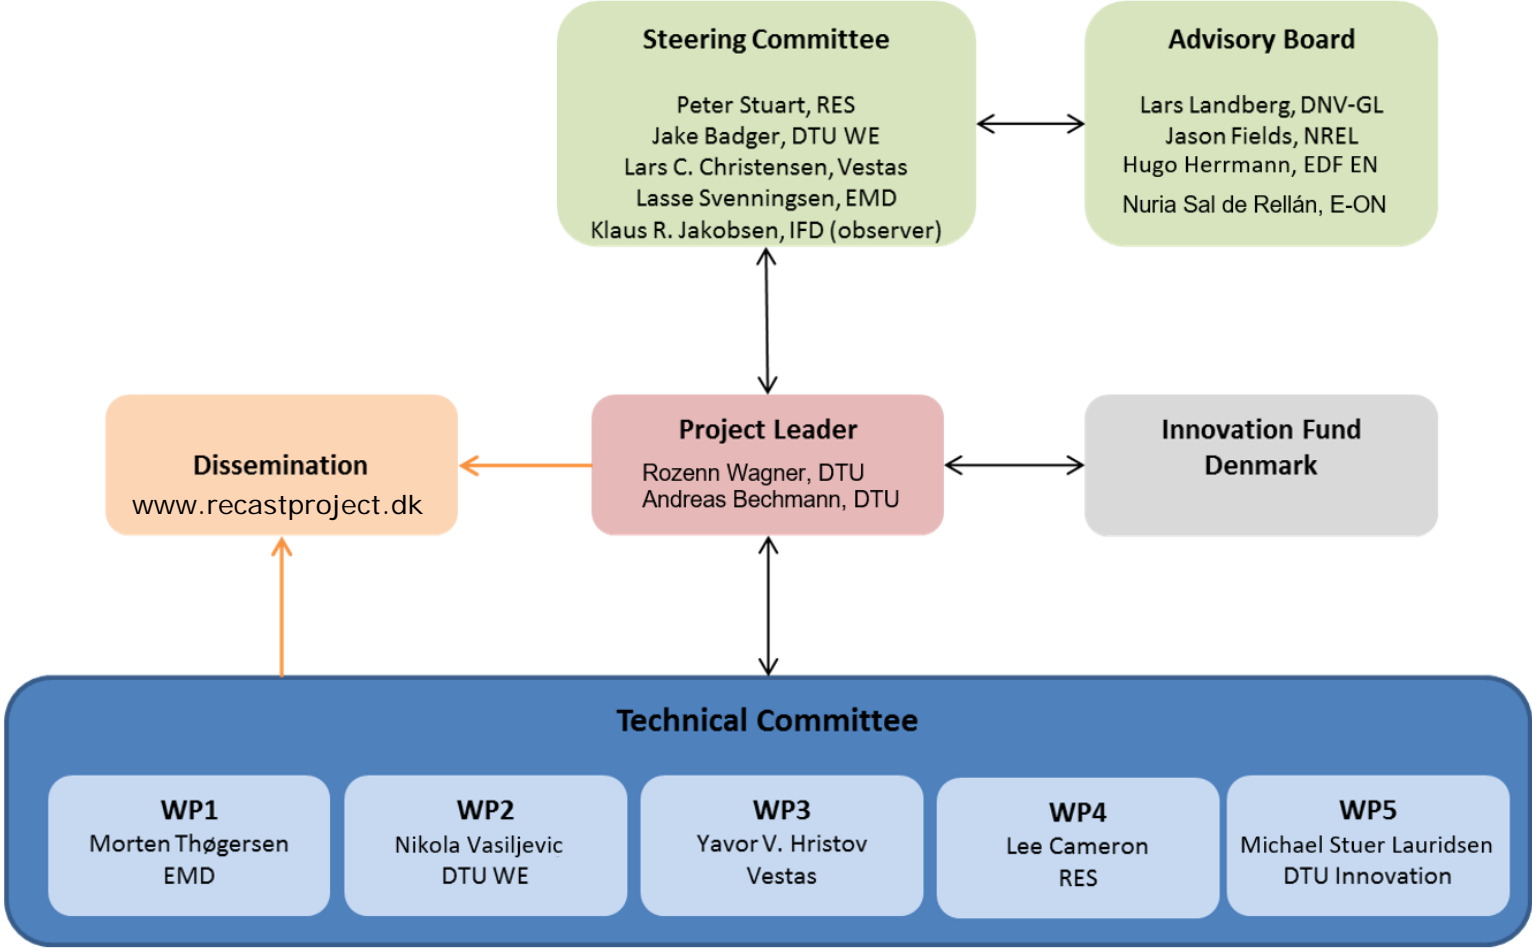 Steering Committee
Peter Stuart, RES
Jake Badger, DTU WE
Lars C. Christensen, Vestas
Lasse Svenningsen, EMD
Klaus R. Jakobsen, IFD (observer)
Advisory Board
Lars Landberg, DNV-GL
Jason Fields, NREL
Hugo Herrmann, EDF EN
Nuria Sal de Rellán, E-ON
Dissemination
www.recastproject.dk
Project Leader
Rozenn Wagner, DTU
Andreas Bechmann, DTU
Innovation Fund
Denmark
Technical Committee
WP1
Morten Thøgersen
EMD
WP2
Nikola Vasiljevic
DTU WE
WP3
Yavor V. Hristov
Vestas
WP4
Lee Cameron
RES
WP5
Michael Stuer Lauridsen
DTU Innovation